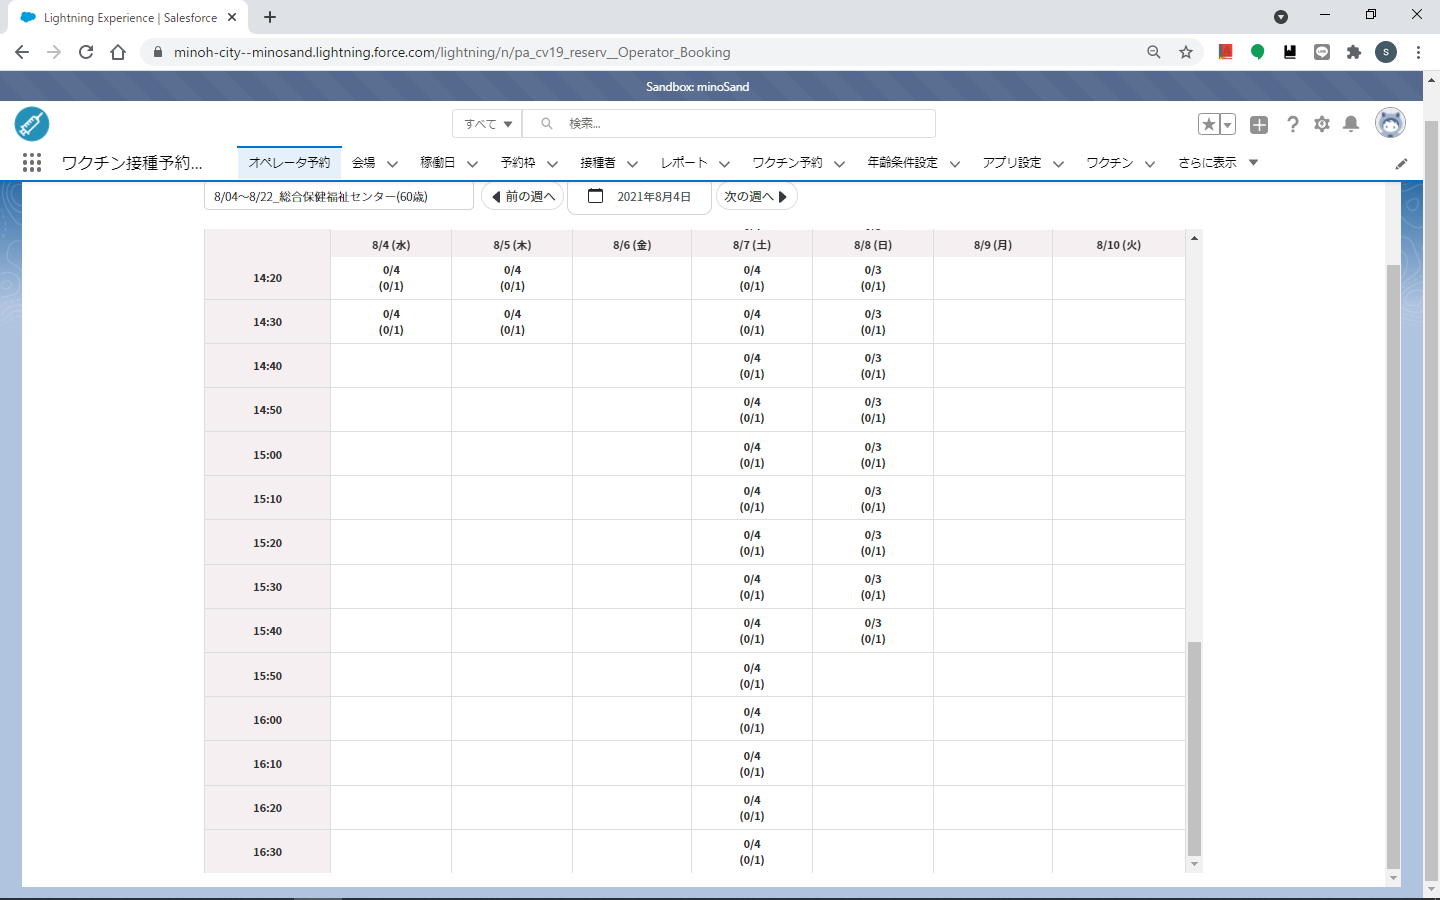 Lightning Experience | Salesforce
minoh-city--minosand.lightning.force.com/lightning/n/pa_cv19_reserv__Operator_Booking
S
Sandbox: minoSand
すべて 検索...
ワクチン接種予約... オペレータ予約 会場 稼働日 予約枠 接種者 レポート ワクチン予約 年齢条件設定 アプリ設定 ワクチン さらに表示
8/04～8/22_総合保健福祉センター(60歳) 前の週へ 2021年8月4日 次の週へ
8/4 (水) 8/5 (木) 8/6 (金) 8/7 (土) 8/8 (日) 8/9 (月) 8/10 (火)
14:20 0/4 (0/1) 0/4 (0/1) 0/4 (0/1) 0/3 (0/1)
14:30 0/4 (0/1) 0/4 (0/1) 0/4 (0/1) 0/3 (0/1)
14:40 0/4 (0/1) 0/3 (0/1)
14:50 0/4 (0/1) 0/3 (0/1)
15:00 0/4 (0/1) 0/3 (0/1)
15:10 0/4 (0/1) 0/3 (0/1)
15:20 0/4 (0/1) 0/3 (0/1)
15:30 0/4 (0/1) 0/3 (0/1)
15:40 0/4 (0/1) 0/3 (0/1)
15:50 0/4 (0/1)
16:00 0/4 (0/1)
16:10 0/4 (0/1)
16:20 0/4 (0/1)
16:30 0/4 (0/1)